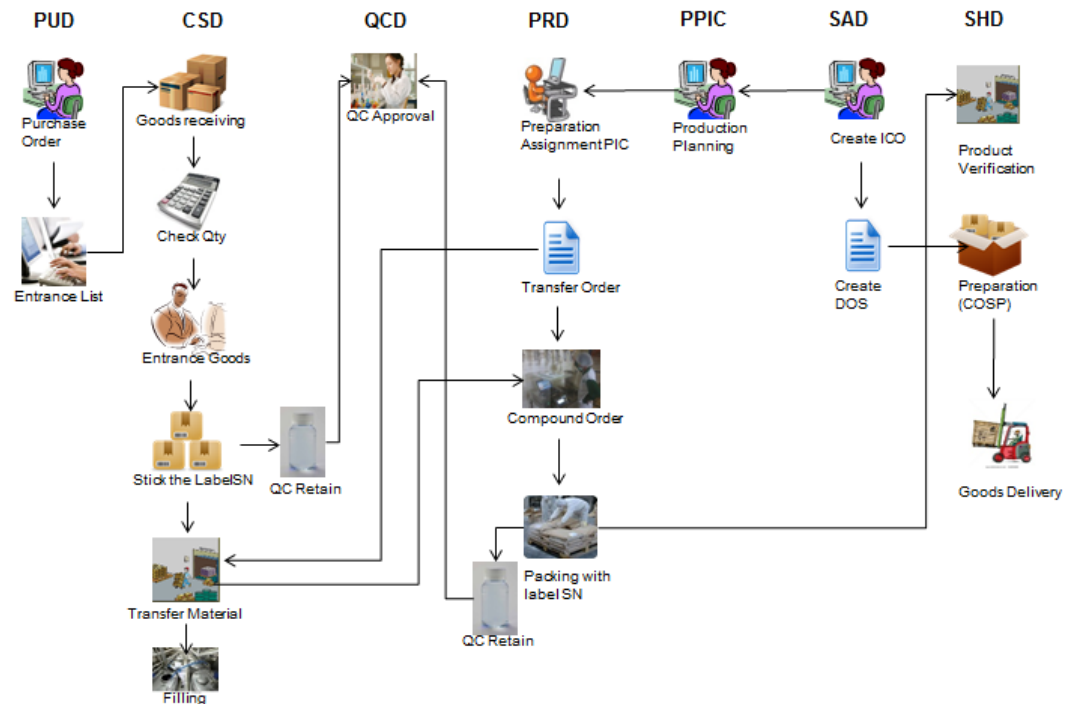 PUD
CSD
QCD
PRD
PPIC
SAD
SHD
Purchase
Order
Goods receiving
QC Approval
Preparation
Assignment PIC
Production
Planning
Create ICO
Product
Verification
Check Qty
Entrance List
Transfer Order
Create
DOS
Preparation
(COSP)
Entrance Goods
Compound Order
Stick the LabelSN
QC Retain
Goods Delivery
Packing with
label SN
Transfer Material
QC Retain
Filling